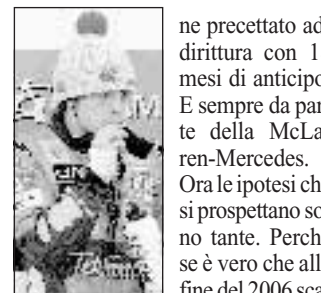 ne precettato ad
dirittura con 1
mesi di anticipo
E sempre da par
te della McLa
ren-Mercedes.
Ora le ipotesi ch
si prospettano so
no tante. Perch
se è vero che all
fine del 2006 sca